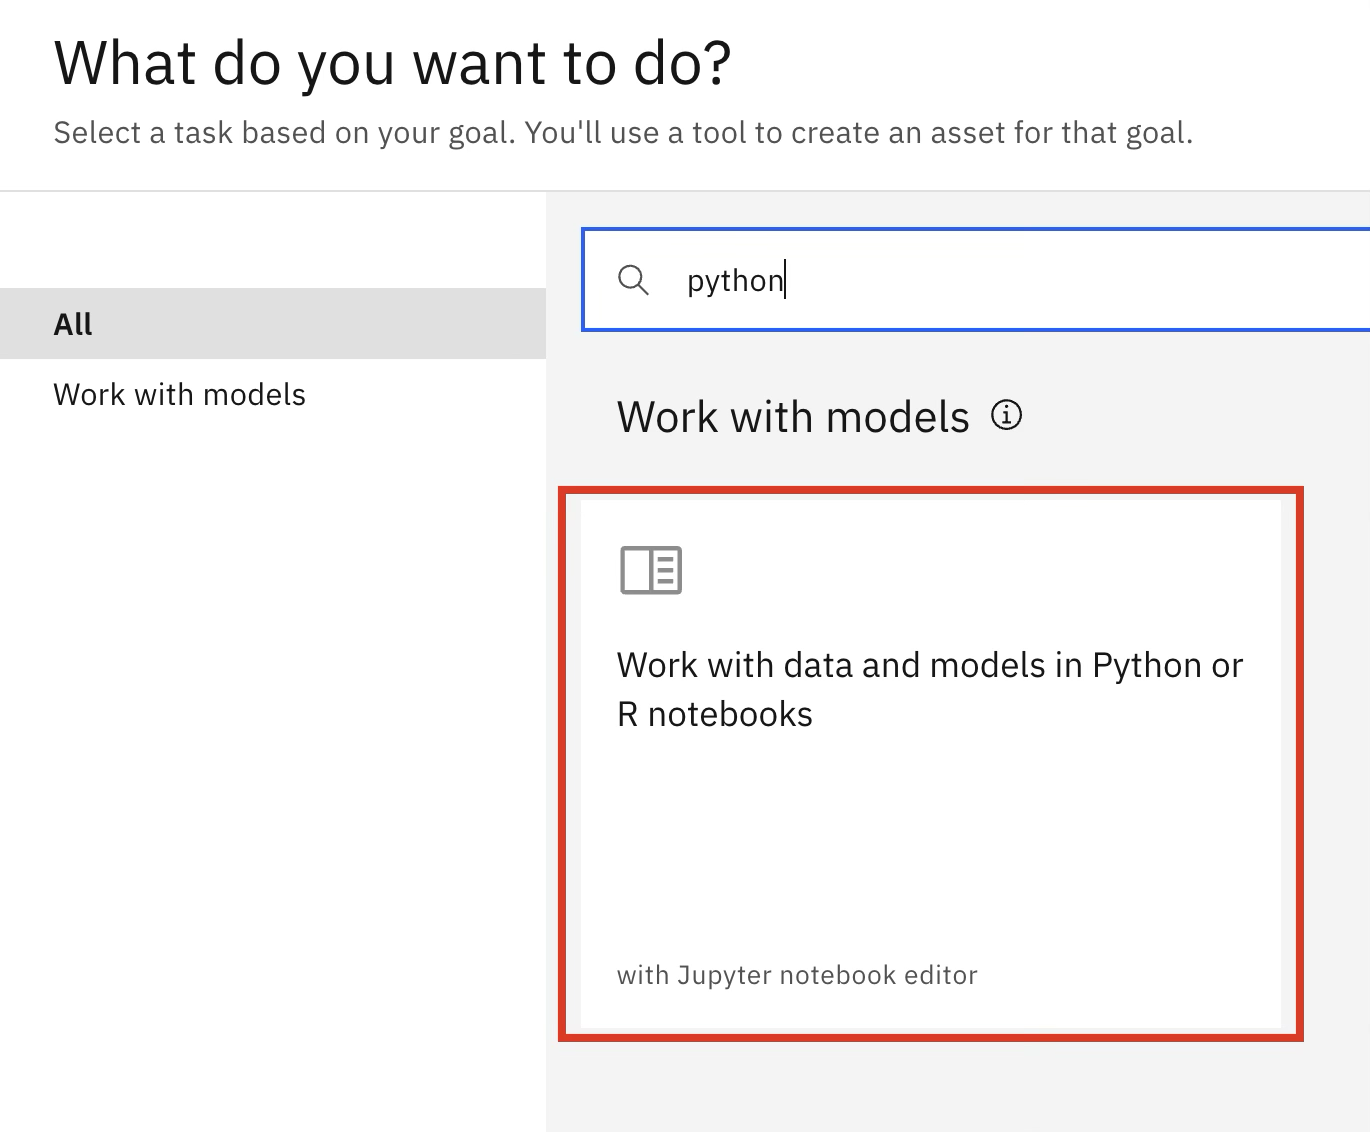 What do you want to do?
Select a task based on your goal. You'll use a tool to create an asset for that goal.
All
Work with models
python
Work with models
Work with data and models in Python or
R notebooks
with Jupyter notebook editor